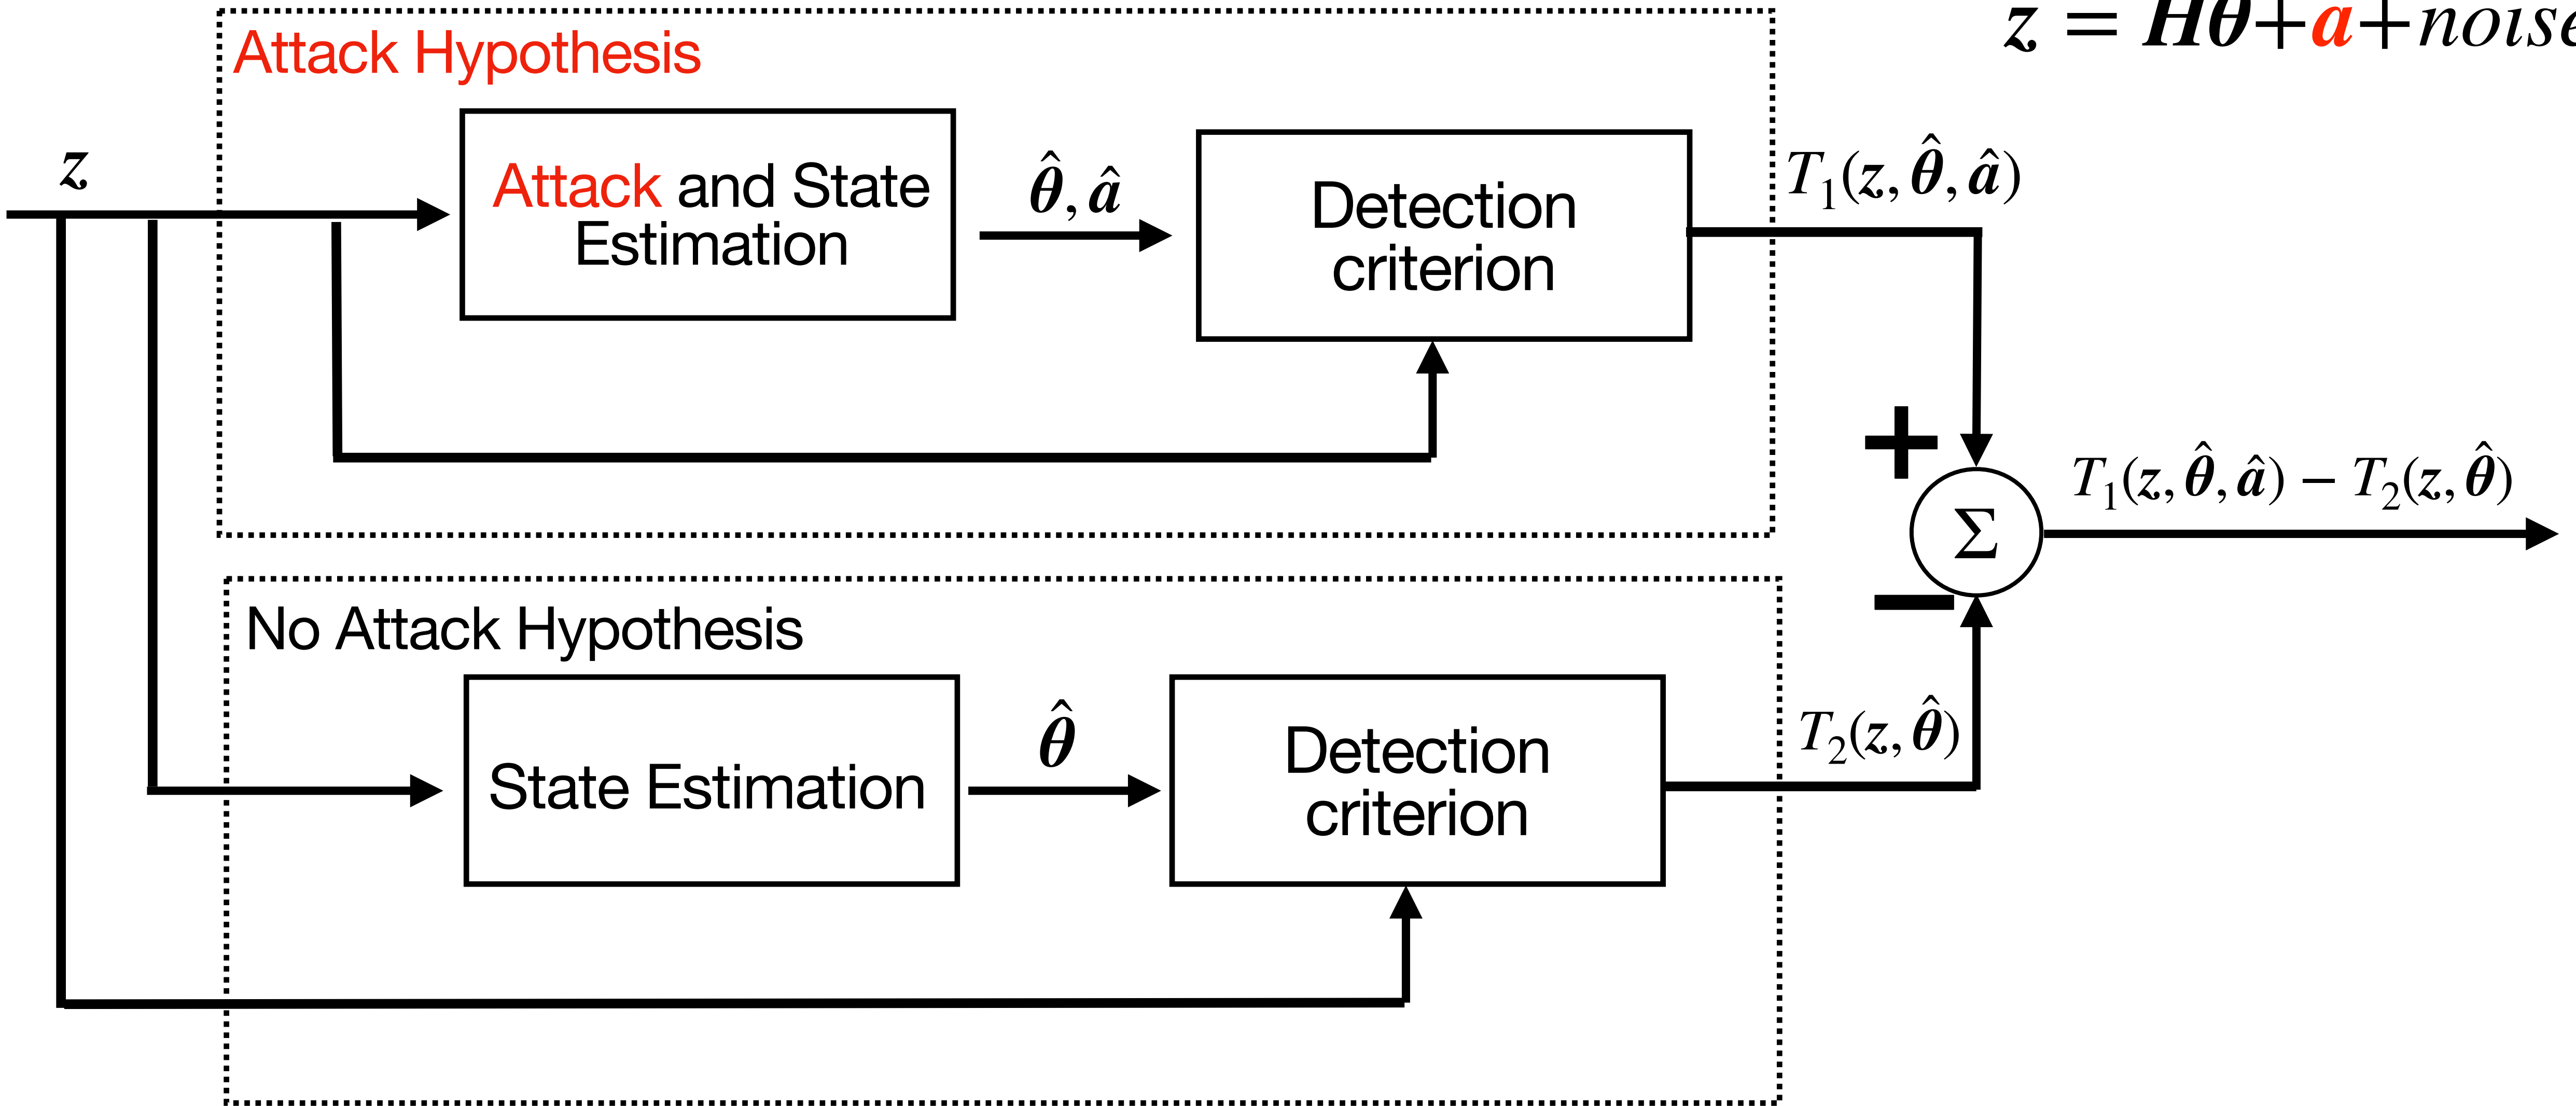 z = Hθ+a+noise
Attack Hypothesis
z
Attack and State
Estimation
θ̂, â
Detection
criterion
T₁(z, θ̂, â)
+
Σ
T₁(z, θ̂, â) − T₂(z, θ̂)
−
No Attack Hypothesis
State Estimation
θ̂
Detection
criterion
T₂(z, θ̂)